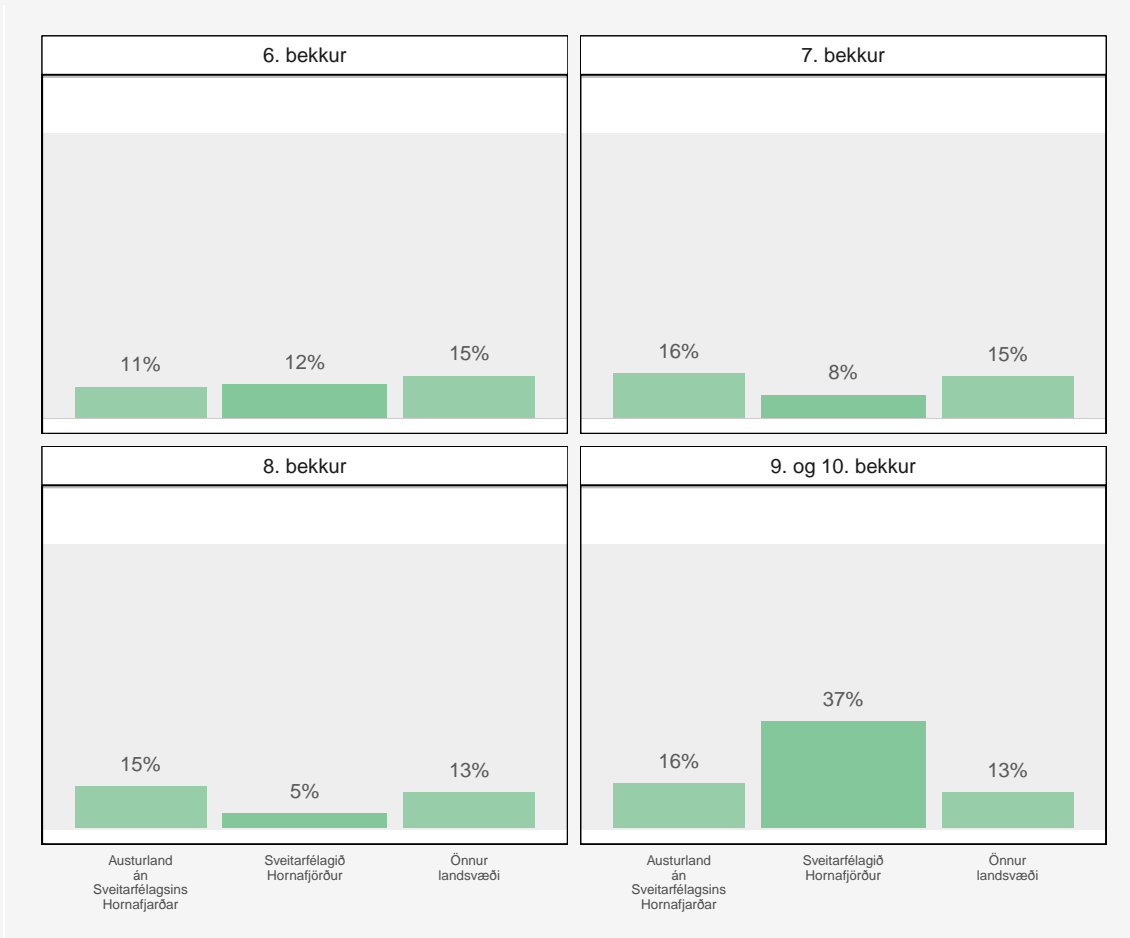 6. bekkur
11%
12%
15%
7. bekkur
16%
8%
15%
8. bekkur
15%
5%
13%
9. og 10. bekkur
16%
37%
13%
Austurland
án
Sveitarfélagsins
Hornafjarðar
Sveitarfélagið
Hornafjörður
Önnur
landsvæði
Austurland
án
Sveitarfélagsins
Hornafjarðar
Sveitarfélagið
Hornafjörður
Önnur
landsvæði